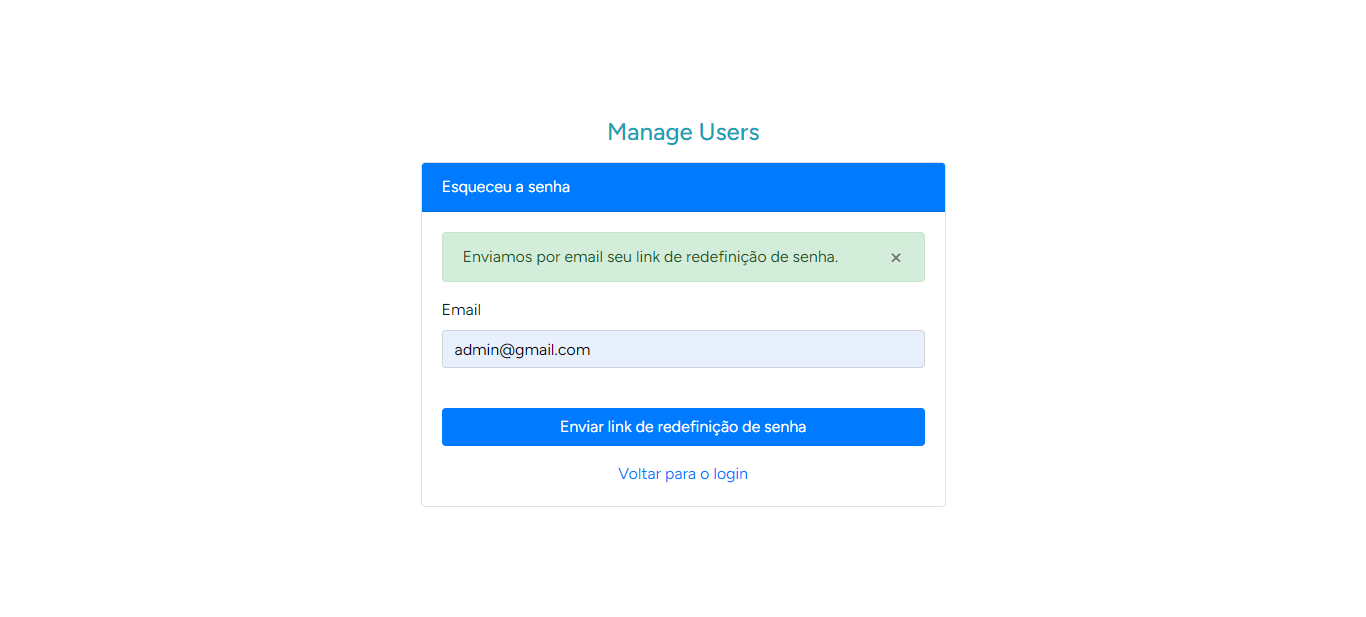 Manage Users
Esqueceu a senha
Enviamos por email seu link de redefinição de senha. ×
Email
admin@gmail.com
Enviar link de redefinição de senha
Voltar para o login